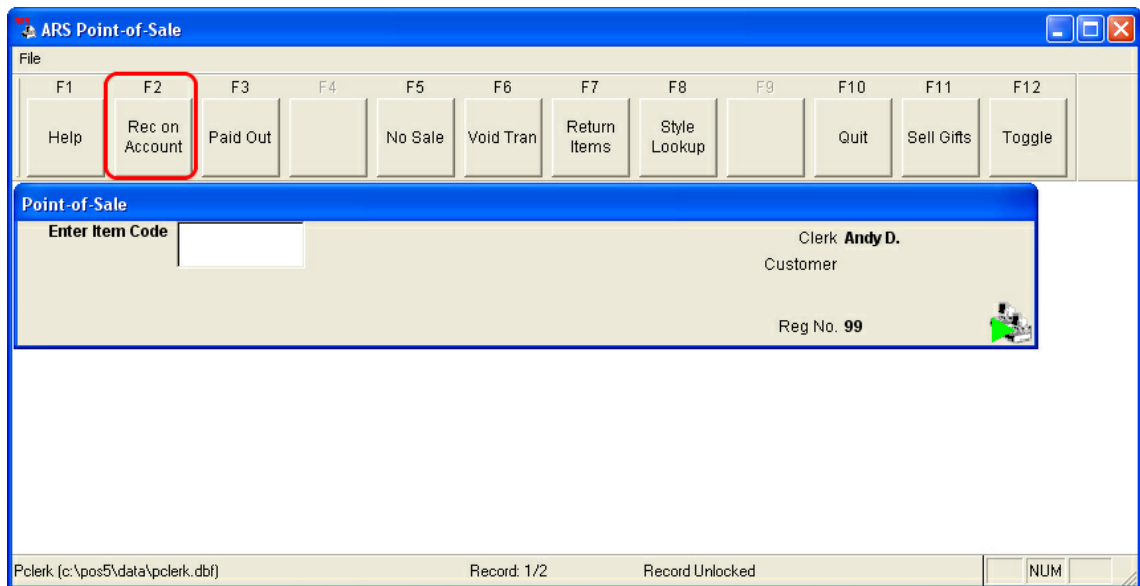 ARS Point-of-Sale
File
F1 F2 F3 F4 F5 F6 F7 F8 F9 F10 F11 F12
Help Rec on Account Paid Out No Sale Void Tran Return Items Style Lookup Quit Sell Gifts Toggle
Point-of-Sale
Enter Item Code Clerk Andy D.
Customer
Reg No. 99
Pclerk (c:\pos5\data\pclerk.dbf) Record: 1/2 Record Unlocked NUM